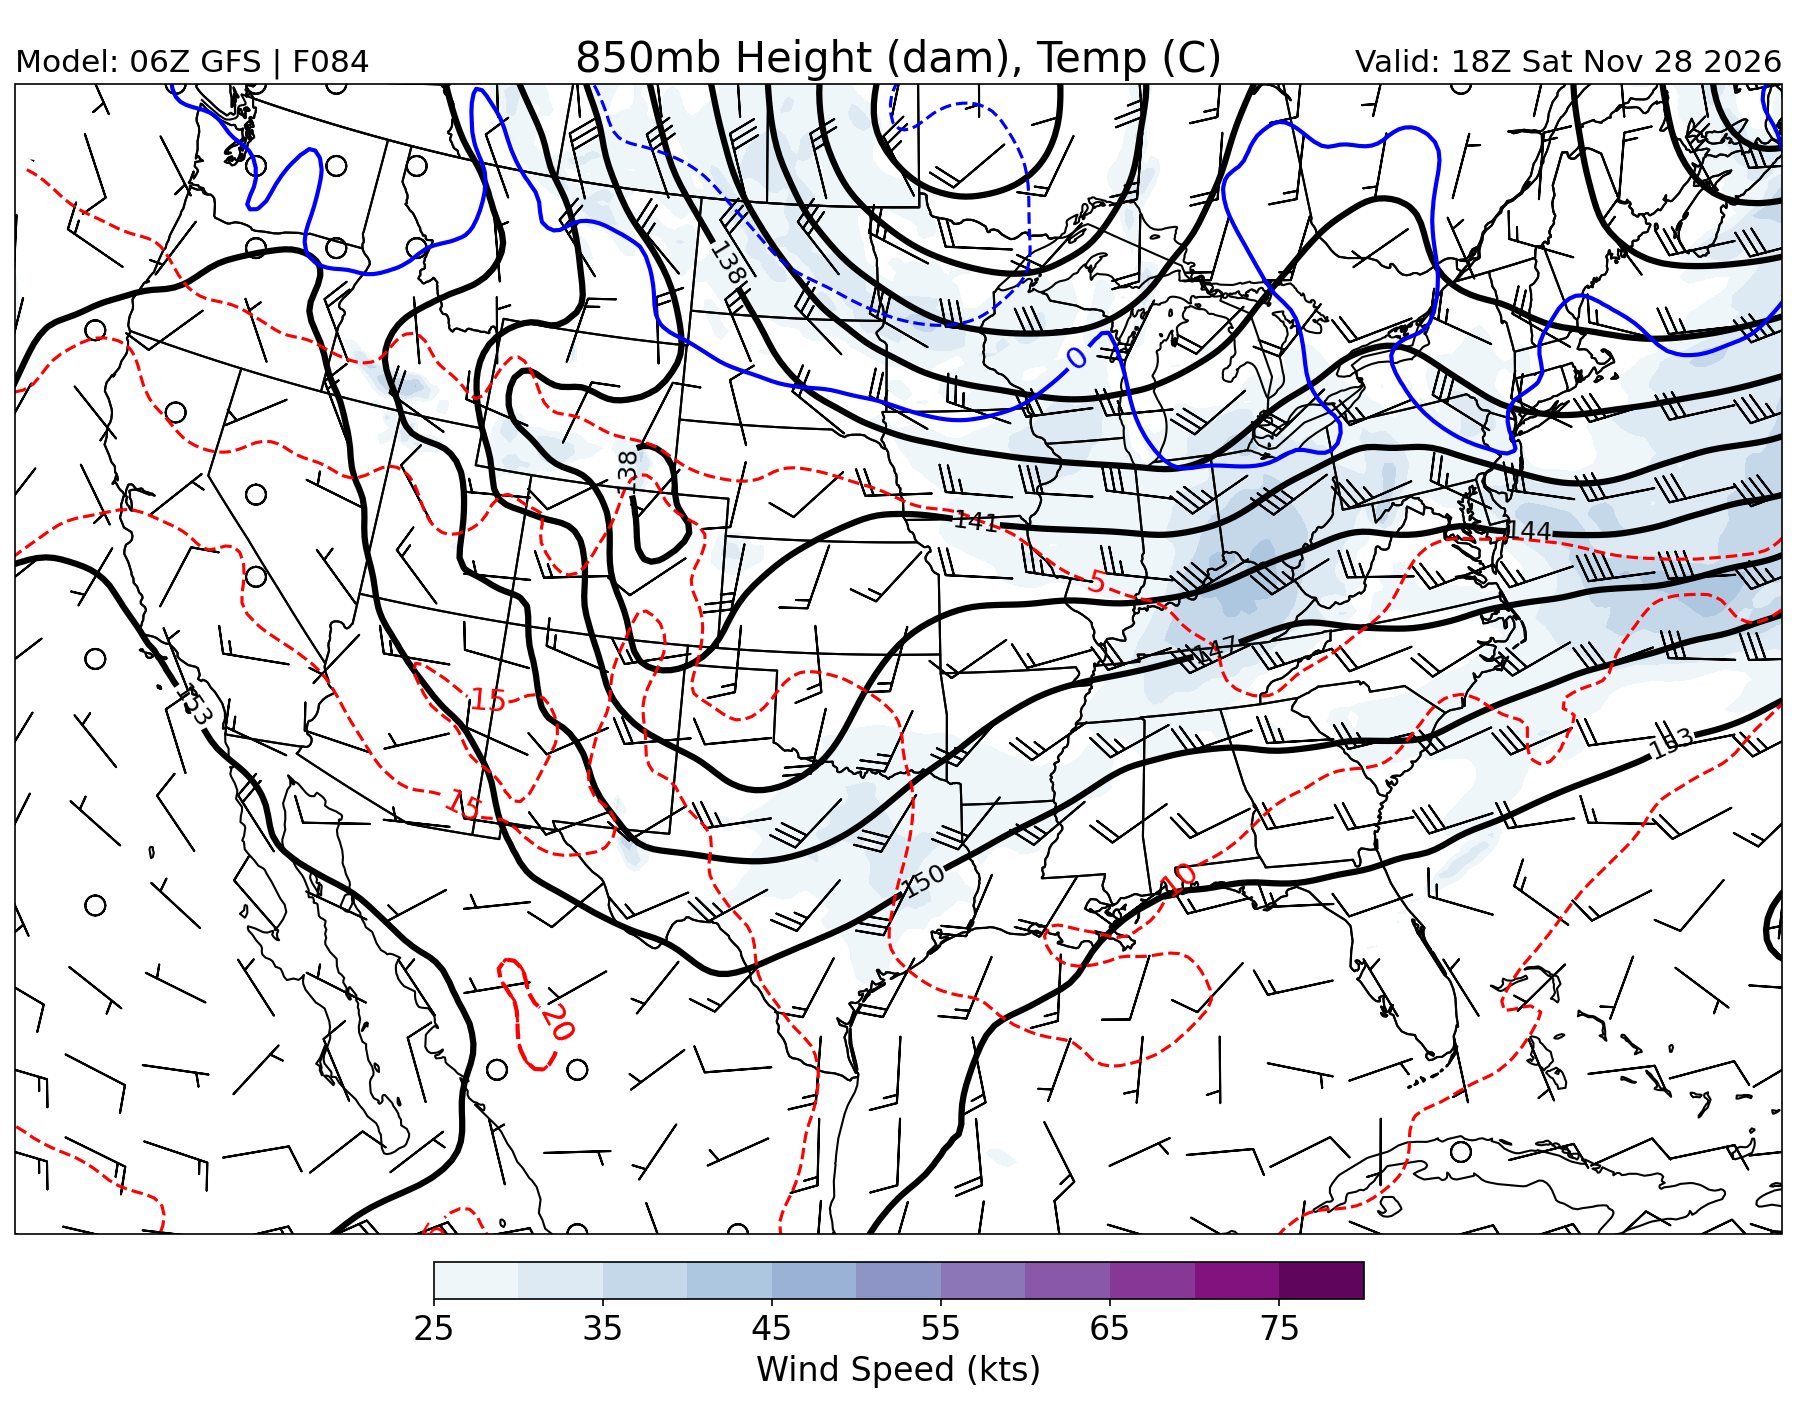 850mb Height (dam), Temp (C)
Model: 06Z GFS | F084
Valid: 18Z Sat Nov 28 2026
138
0
138
141
144
5
147
15
153
153
15
150
10
20
25 35 45 55 65 75
Wind Speed (kts)